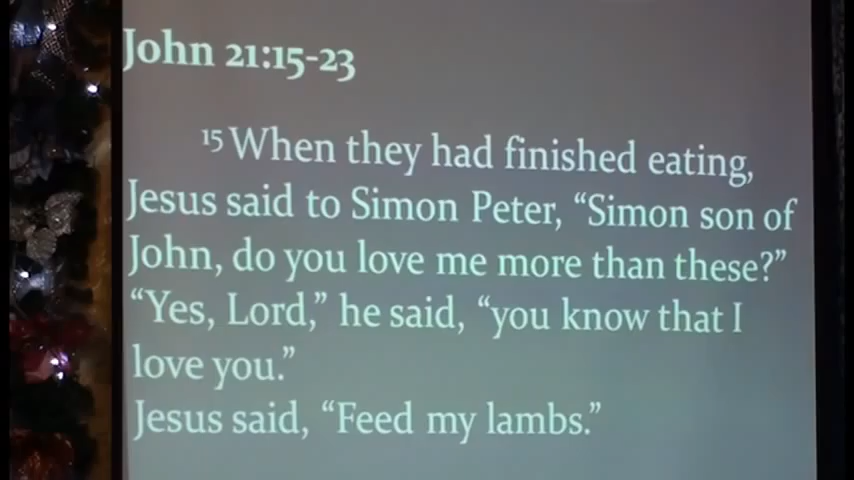 John 21:15-23
15 When they had finished eating,
Jesus said to Simon Peter, “Simon son of
John, do you love me more than these?”
“Yes, Lord,” he said, “you know that I
love you.”
Jesus said, “Feed my lambs.”